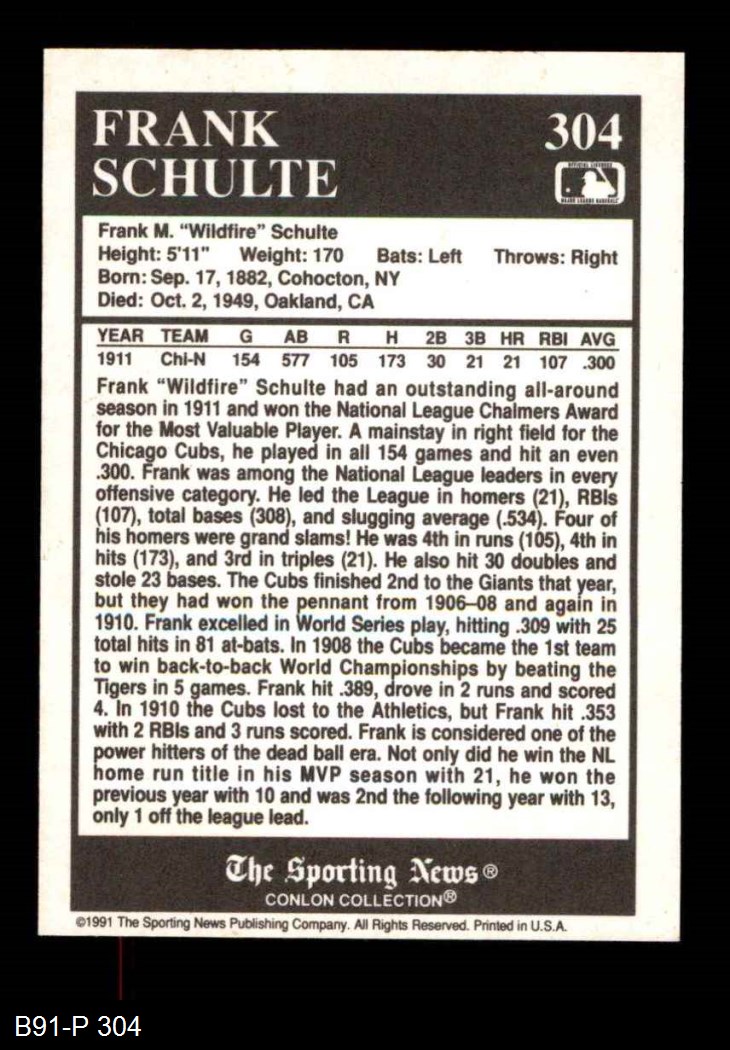 FRANK
SCHULTE
304
OFFICIAL LICENSEE
MAJOR LEAGUE BASEBALL
Frank M. “Wildfire” Schulte
Height: 5'11" Weight: 170 Bats: Left Throws: Right
Born: Sep. 17, 1882, Cohocton, NY
Died: Oct. 2, 1949, Oakland, CA
YEAR TEAM G AB R H 2B 3B HR RBI AVG
1911 Chi-N 154 577 105 173 30 21 21 107 .300
Frank “Wildfire” Schulte had an outstanding all-around
season in 1911 and won the National League Chalmers Award
for the Most Valuable Player. A mainstay in right field for the
Chicago Cubs, he played in all 154 games and hit an even
.300. Frank was among the National League leaders in every
offensive category. He led the League in homers (21), RBIs
(107), total bases (308), and slugging average (.534). Four of
his homers were grand slams! He was 4th in runs (105), 4th in
hits (173), and 3rd in triples (21). He also hit 30 doubles and
stole 23 bases. The Cubs finished 2nd to the Giants that year,
but they had won the pennant from 1906–08 and again in
1910. Frank excelled in World Series play, hitting .309 with 25
total hits in 81 at-bats. In 1908 the Cubs became the 1st team
to win back-to-back World Championships by beating the
Tigers in 5 games. Frank hit .389, drove in 2 runs and scored
4. In 1910 the Cubs lost to the Athletics, but Frank hit .353
with 2 RBIs and 3 runs scored. Frank is considered one of the
power hitters of the dead ball era. Not only did he win the NL
home run title in his MVP season with 21, he won the
previous year with 10 and was 2nd the following year with 13,
only 1 off the league lead.
The Sporting News®
CONLON COLLECTION®
©1991 The Sporting News Publishing Company. All Rights Reserved. Printed in U.S.A.
B91-P 304